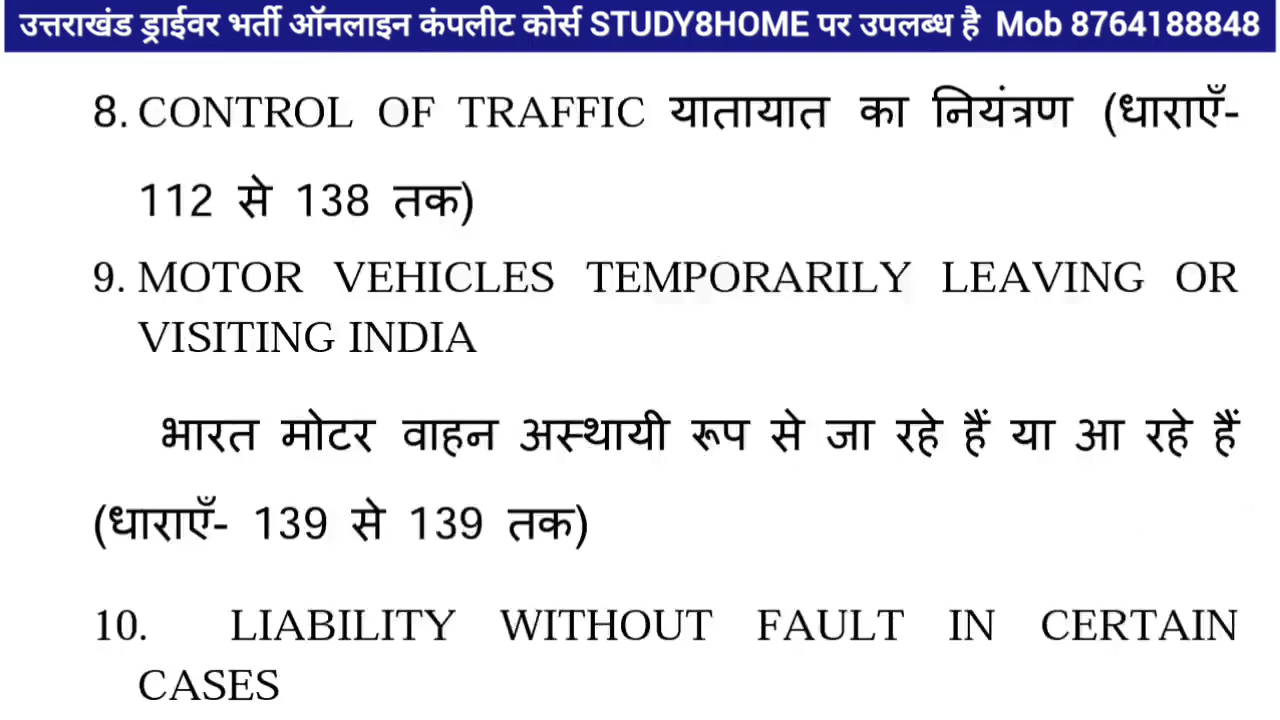 उत्तराखंड ड्राईवर भर्ती ऑनलाइन कंपलीट कोर्स STUDY8HOME पर उपलब्ध है Mob 8764188848
8. CONTROL OF TRAFFIC यातायात का नियंत्रण (धाराएँ-
112 से 138 तक)
9. MOTOR VEHICLES TEMPORARILY LEAVING OR
VISITING INDIA
भारत मोटर वाहन अस्थायी रूप से जा रहे हैं या आ रहे हैं
(धाराएँ- 139 से 139 तक)
10. LIABILITY WITHOUT FAULT IN CERTAIN
CASES